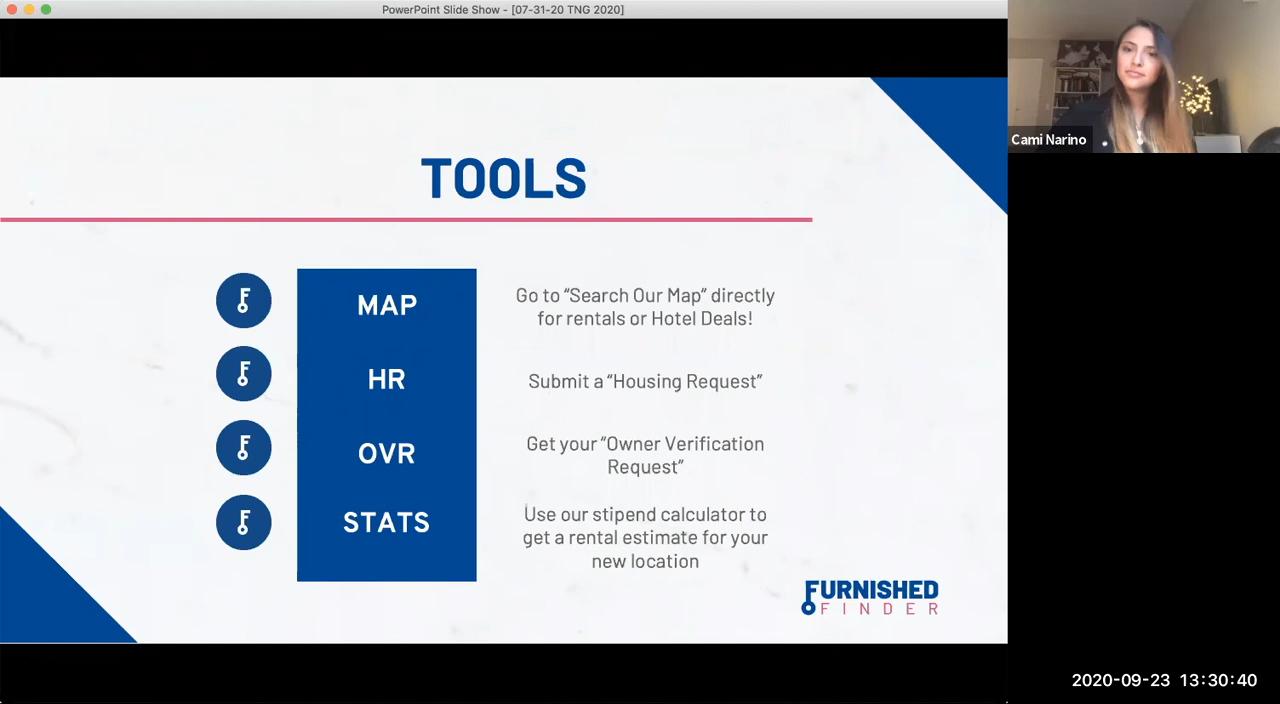 PowerPoint Slide Show - [07-31-20 TNG 2020]
Cami Narino
TOOLS
MAP
Go to “Search Our Map” directly
for rentals or Hotel Deals!
HR
Submit a “Housing Request”
OVR
Get your “Owner Verification
Request”
STATS
Use our stipend calculator to
get a rental estimate for your
new location
FURNISHED
FINDER
2020-09-23 13:30:40